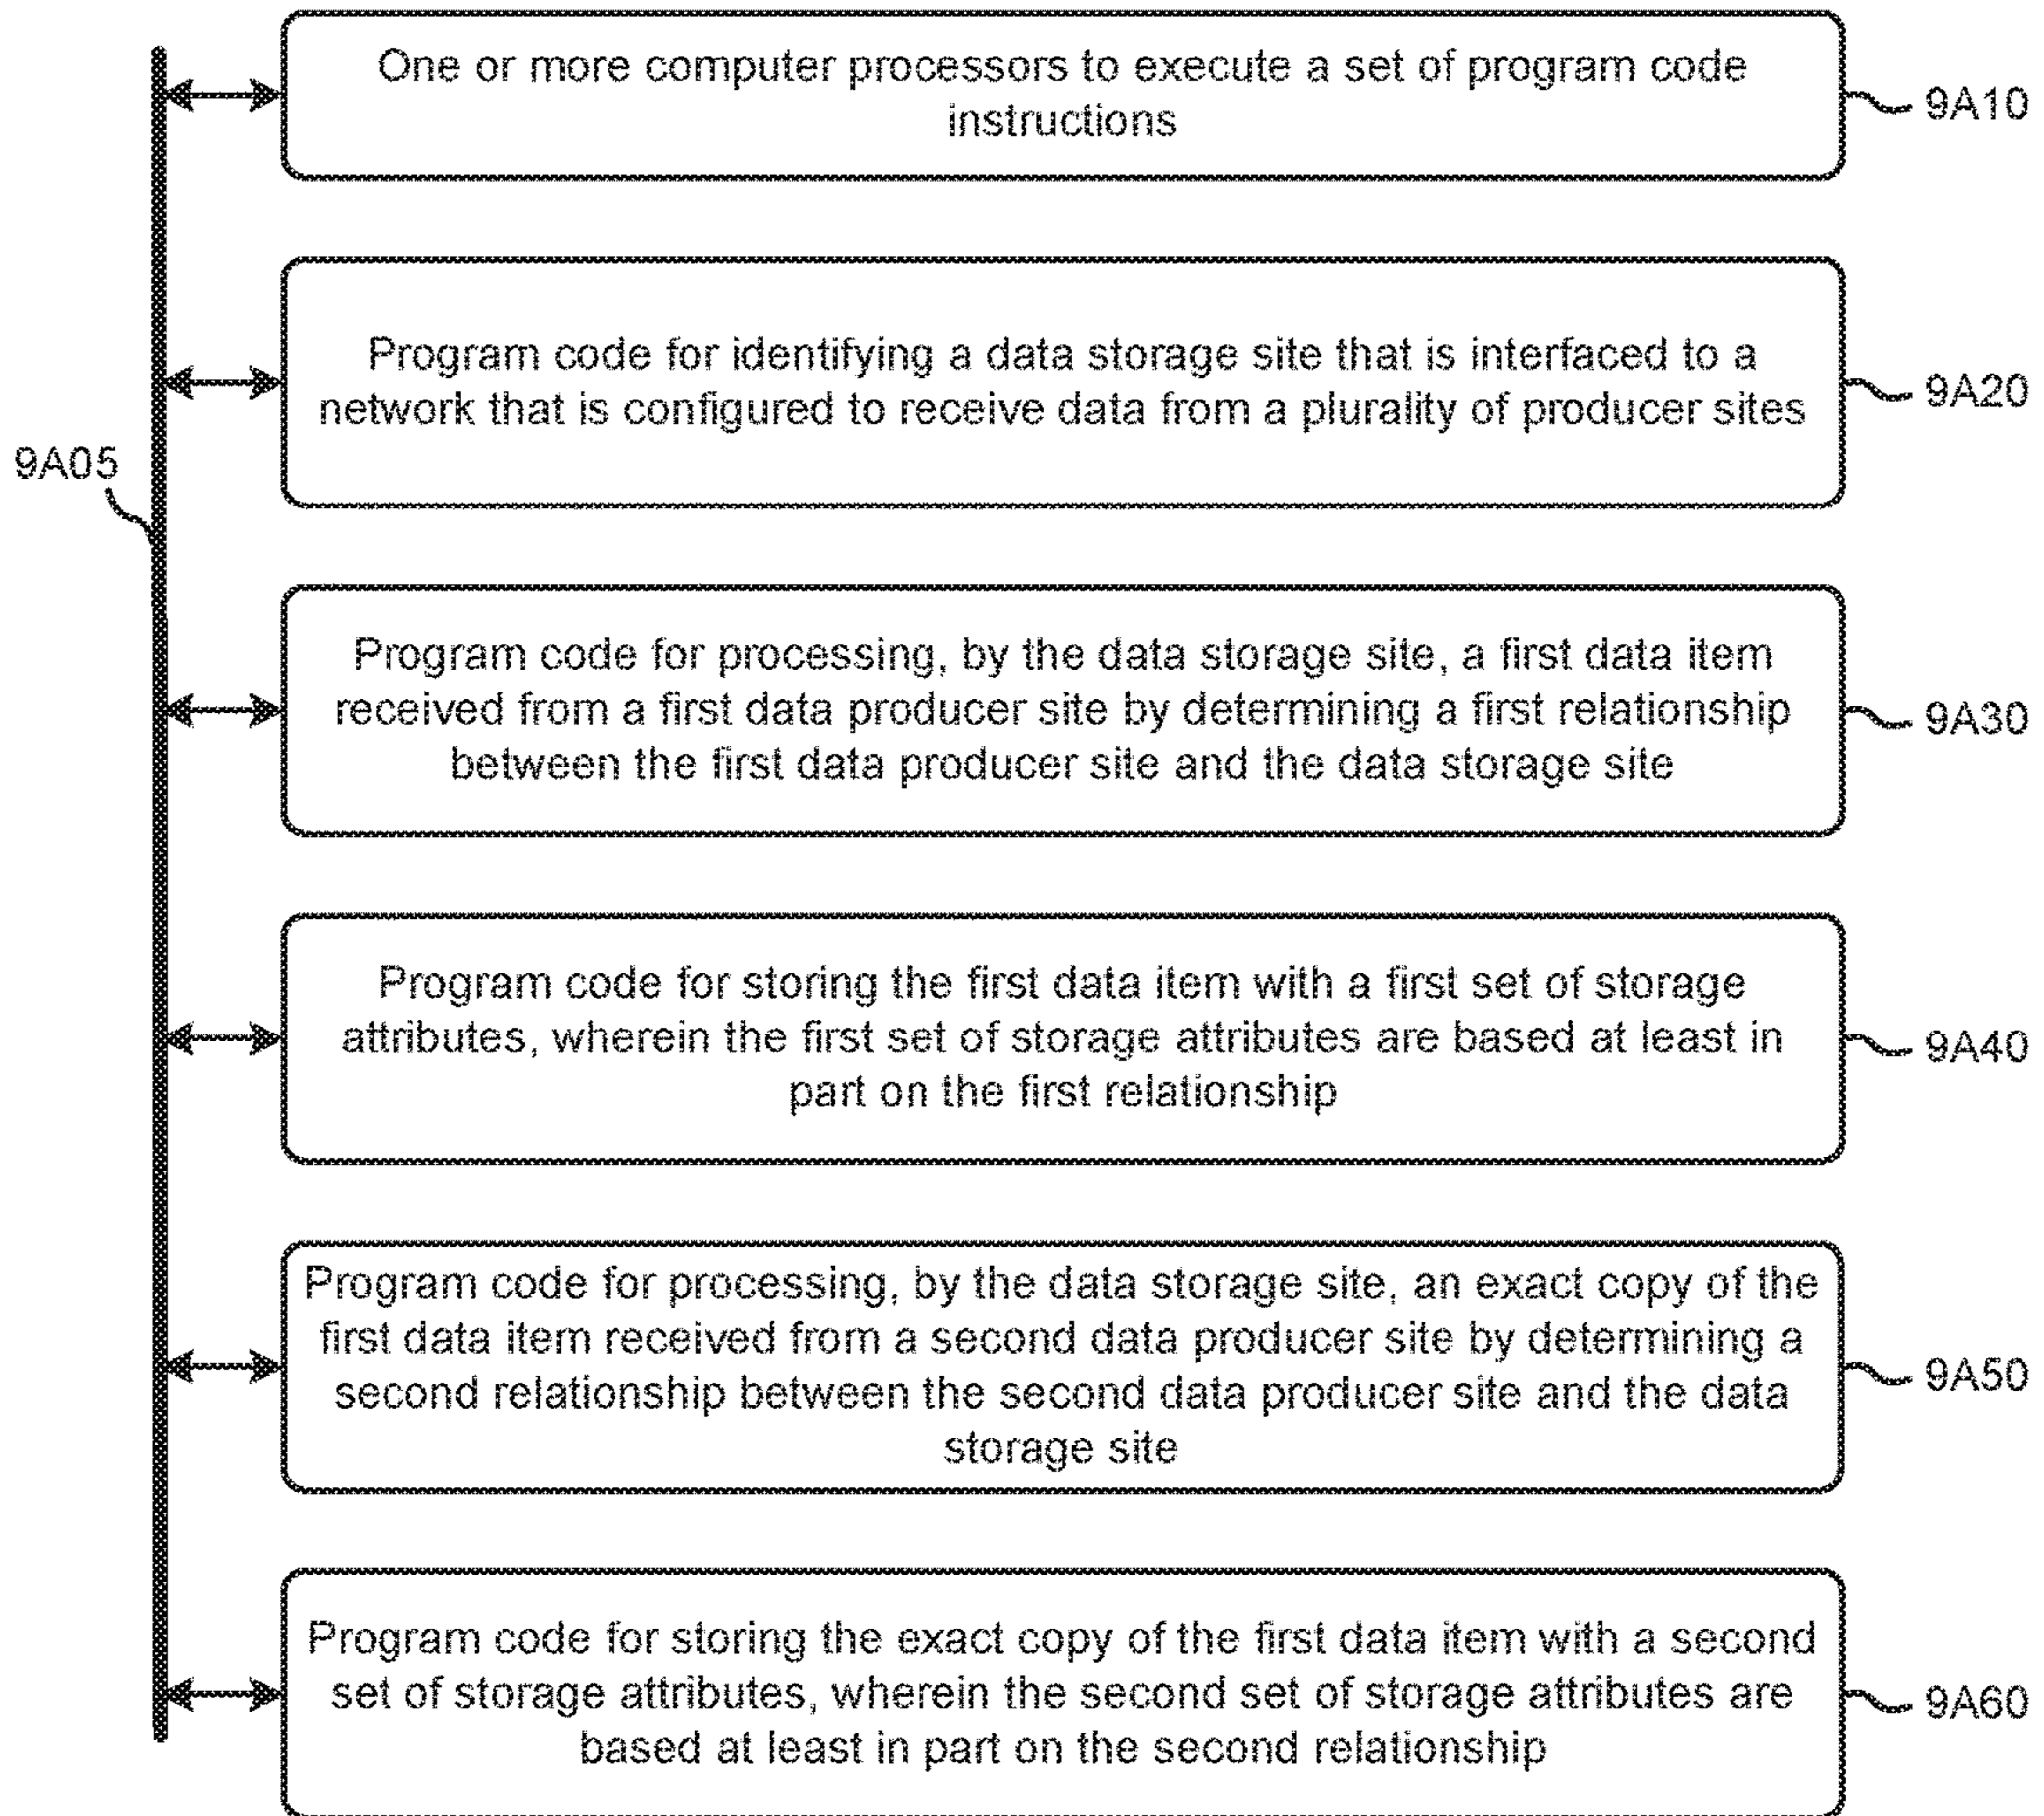 One or more computer processors to execute a set of program code
instructions
9A10
Program code for identifying a data storage site that is interfaced to a
network that is configured to receive data from a plurality of producer sites
9A20
9A05
Program code for processing, by the data storage site, a first data item
received from a first data producer site by determining a first relationship
between the first data producer site and the data storage site
9A30
Program code for storing the first data item with a first set of storage
attributes, wherein the first set of storage attributes are based at least in
part on the first relationship
9A40
Program code for processing, by the data storage site, an exact copy of the
first data item received from a second data producer site by determining a
second relationship between the second data producer site and the data
storage site
9A50
Program code for storing the exact copy of the first data item with a second
set of storage attributes, wherein the second set of storage attributes are
based at least in part on the second relationship
9A60